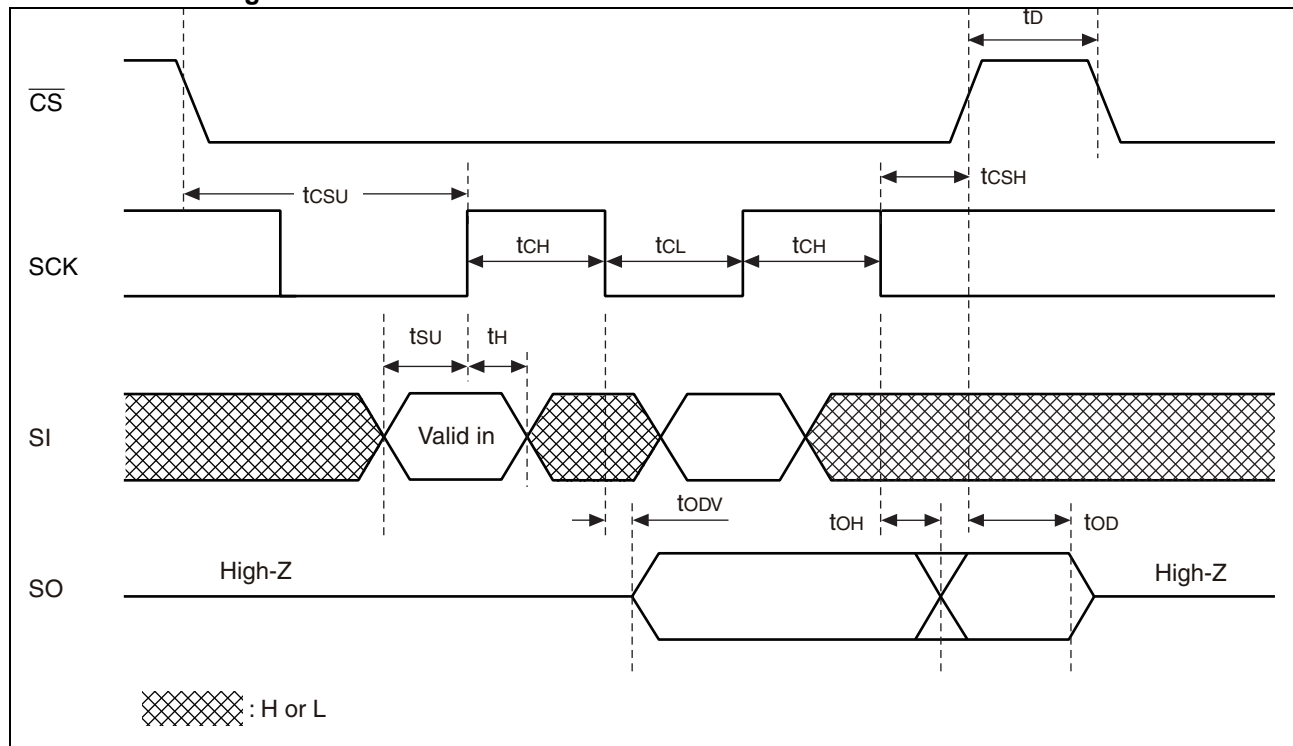 tD
CS
tCSU
tCSH
SCK
tCH
tCL
tCH
tSU
tH
SI
Valid in
tODV
tOH
tOD
SO
High-Z
High-Z
: H or L